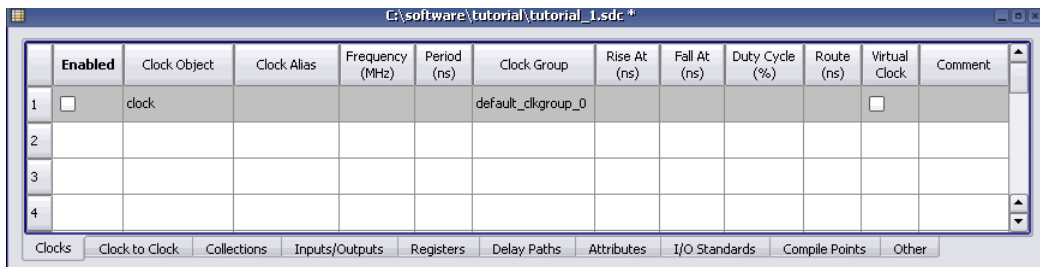 C:\software\tutorial\tutorial_1.sdc *
Enabled Clock Object Clock Alias Frequency (MHz) Period (ns) Clock Group Rise At (ns) Fall At (ns) Duty Cycle (%) Route (ns) Virtual Clock Comment
1 clock default_clkgroup_0
2
3
4
Clocks Clock to Clock Collections Inputs/Outputs Registers Delay Paths Attributes I/O Standards Compile Points Other